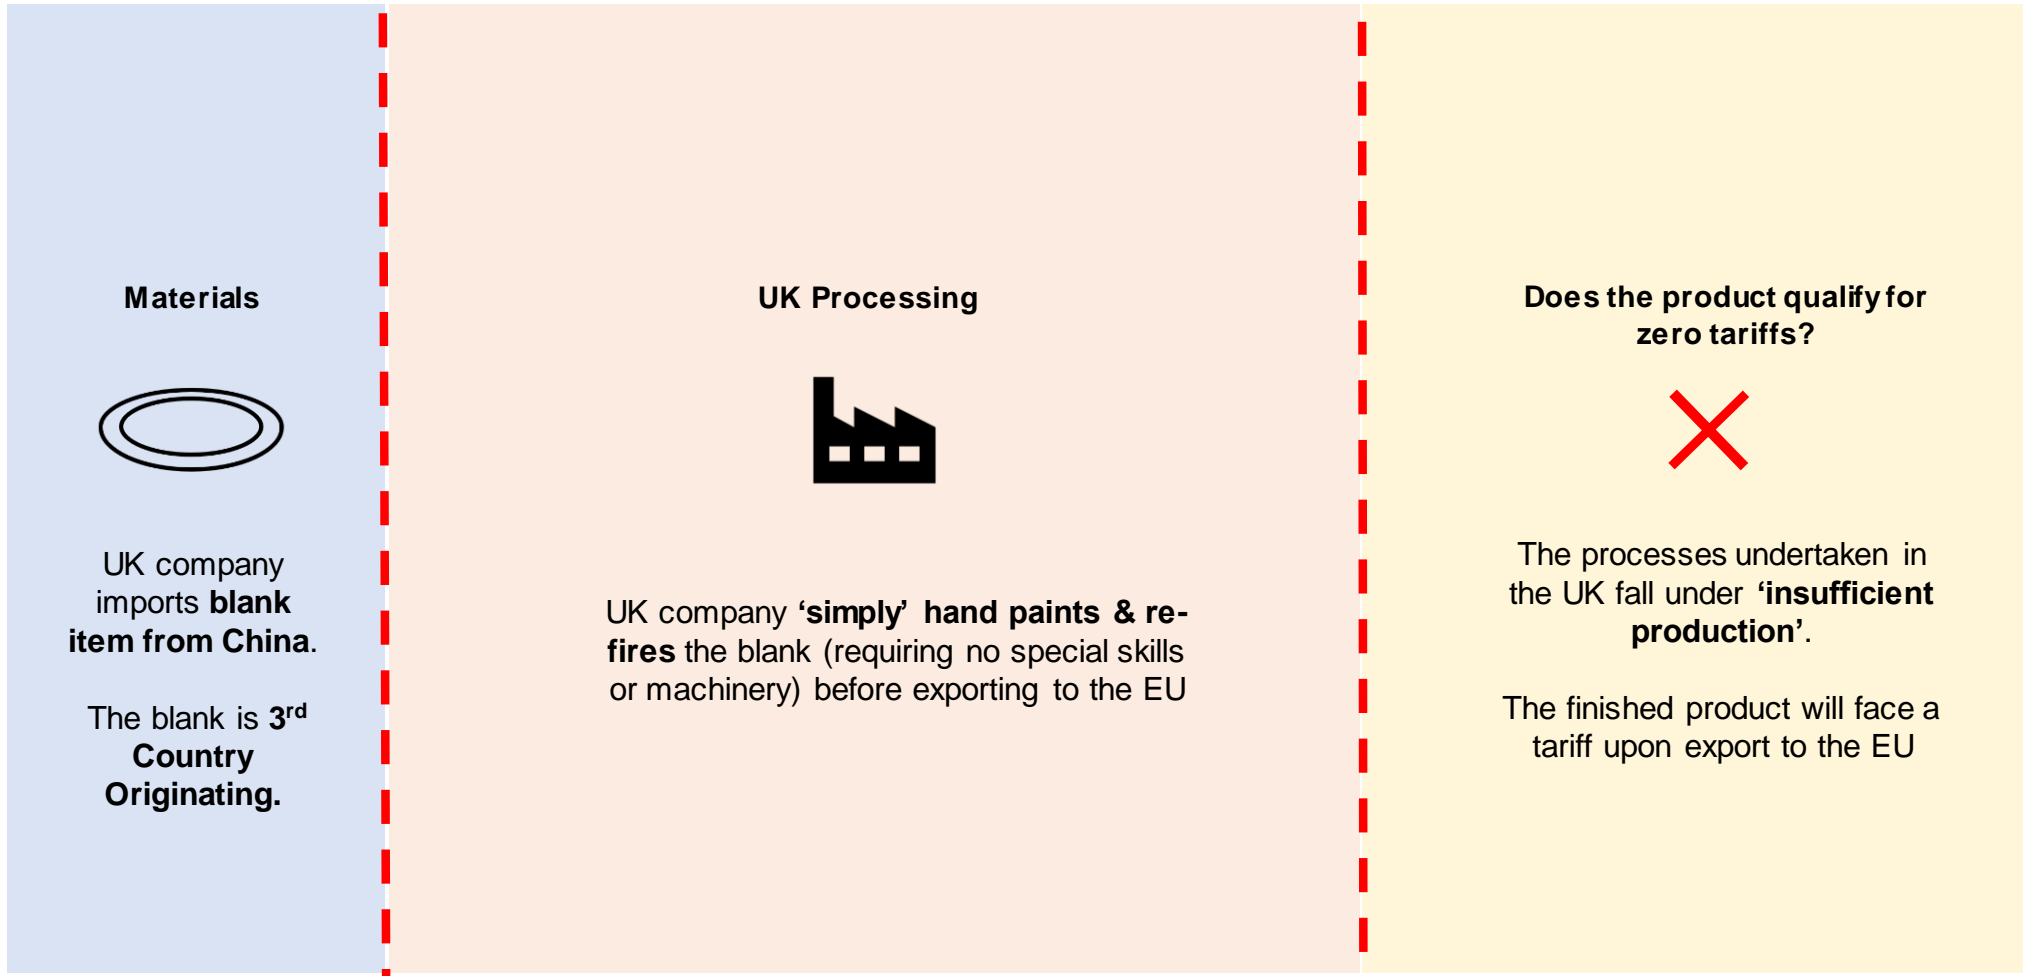 Materials
UK company
imports blank
item from China.
The blank is 3rd
Country
Originating.
UK Processing
UK company ‘simply’ hand paints & re-
fires the blank (requiring no special skills
or machinery) before exporting to the EU
Does the product qualify for
zero tariffs?
The processes undertaken in
the UK fall under ‘insufficient
production’.
The finished product will face a
tariff upon export to the EU